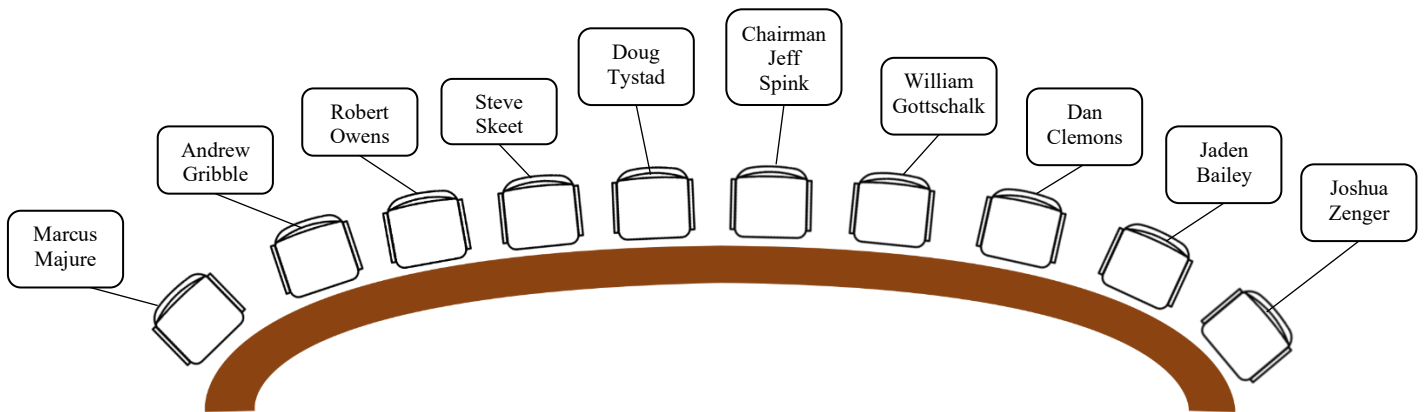 Marcus
Majure
Andrew
Gribble
Robert
Owens
Steve
Skeet
Doug
Tystad
Chairman
Jeff
Spink
William
Gottschalk
Dan
Clemons
Jaden
Bailey
Joshua
Zenger